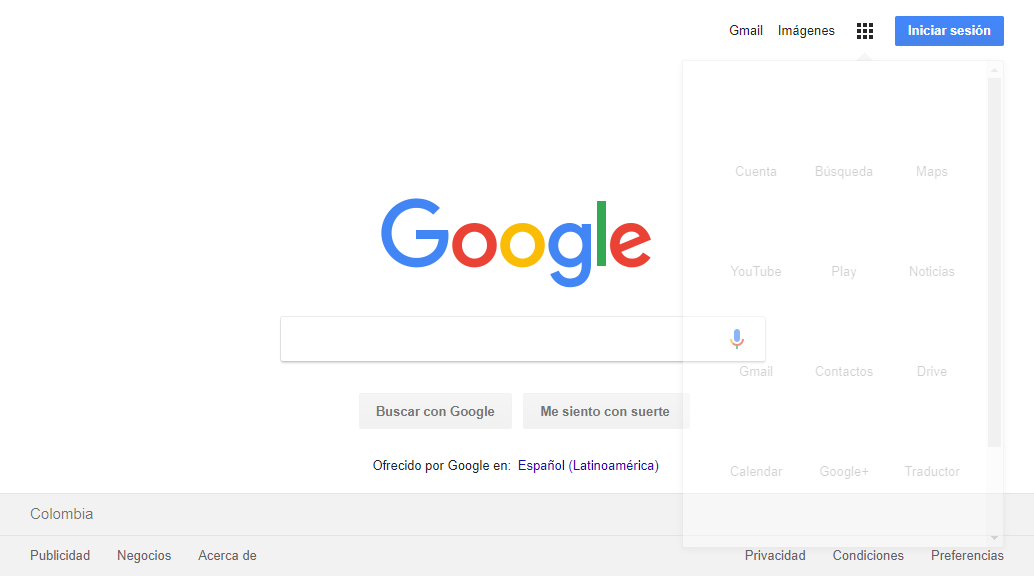 Gmail Imágenes Iniciar sesión
Cuenta Búsqueda Maps
Google
YouTube Play Noticias
Gmail Contactos Drive
Buscar con Google Me siento con suerte
Ofrecido por Google en: Español (Latinoamérica)
Calendar Google+ Traductor
Colombia
Publicidad Negocios Acerca de Privacidad Condiciones Preferencias